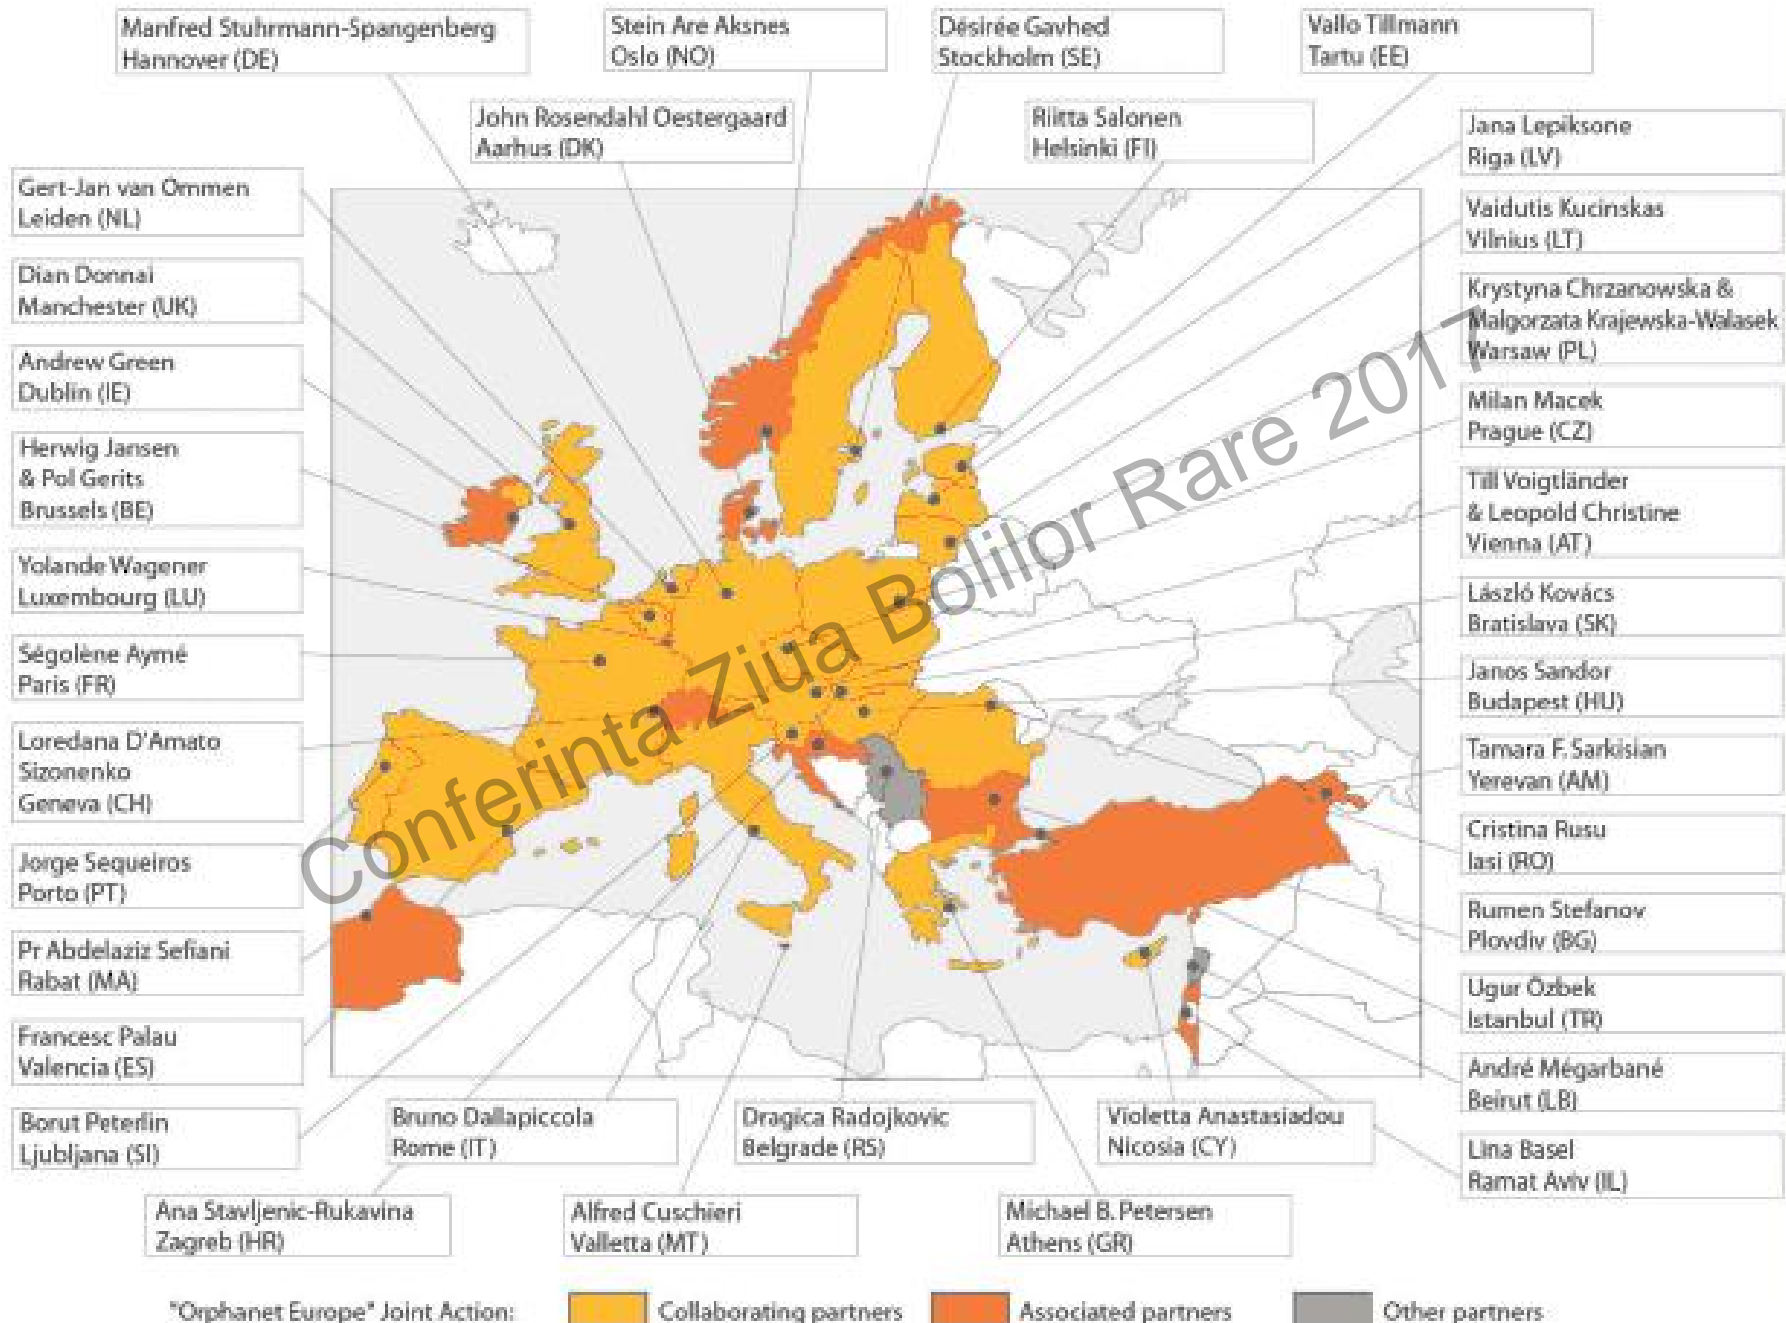 Manfred Stuhrmann-Spangenberg
Hannover (DE)
Stein Are Aksnes
Oslo (NO)
Désirée Gavhed
Stockholm (SE)
Vallo Tillmann
Tartu (EE)
John Rosendahl Oestergaard
Aarhus (DK)
Riitta Salonen
Helsinki (FI)
Jana Lepiksone
Riga (LV)
Gert-Jan van Ommen
Leiden (NL)
Vaidutis Kucinskas
Vilnius (LT)
Dian Donnai
Manchester (UK)
Krystyna Chrzanowska &
Malgorzata Krajewska-Walasek
Warsaw (PL)
Andrew Green
Dublin (IE)
Milan Macek
Prague (CZ)
Herwig Jansen
& Pol Gerits
Brussels (BE)
Till Voigtländer
& Leopold Christine
Vienna (AT)
Yolande Wagener
Luxembourg (LU)
László Kovács
Bratislava (SK)
Ségolène Aymé
Paris (FR)
Janos Sandor
Budapest (HU)
Loredana D'Amato
Sizonenko
Geneva (CH)
Tamara F. Sarkisian
Yerevan (AM)
Cristina Rusu
Iasi (RO)
Jorge Sequeiros
Porto (PT)
Rumen Stefanov
Plovdiv (BG)
Pr Abdelaziz Sefiani
Rabat (MA)
Ugur Özbek
Istanbul (TR)
Francesc Palau
Valencia (ES)
André Mégarbané
Beirut (LB)
Borut Peterlin
Ljubljana (SI)
Bruno Dallapiccola
Rome (IT)
Dragica Radojkovic
Belgrade (RS)
Violetta Anastasiadou
Nicosia (CY)
Lina Basel
Ramat Aviv (IL)
Ana Stavljenic-Rukavina
Zagreb (HR)
Alfred Cuschieri
Valletta (MT)
Michael B. Petersen
Athens (GR)
"Orphanet Europe" Joint Action:
Collaborating partners
Associated partners
Other partners
Conferinta Ziua Bolilor Rare 2017